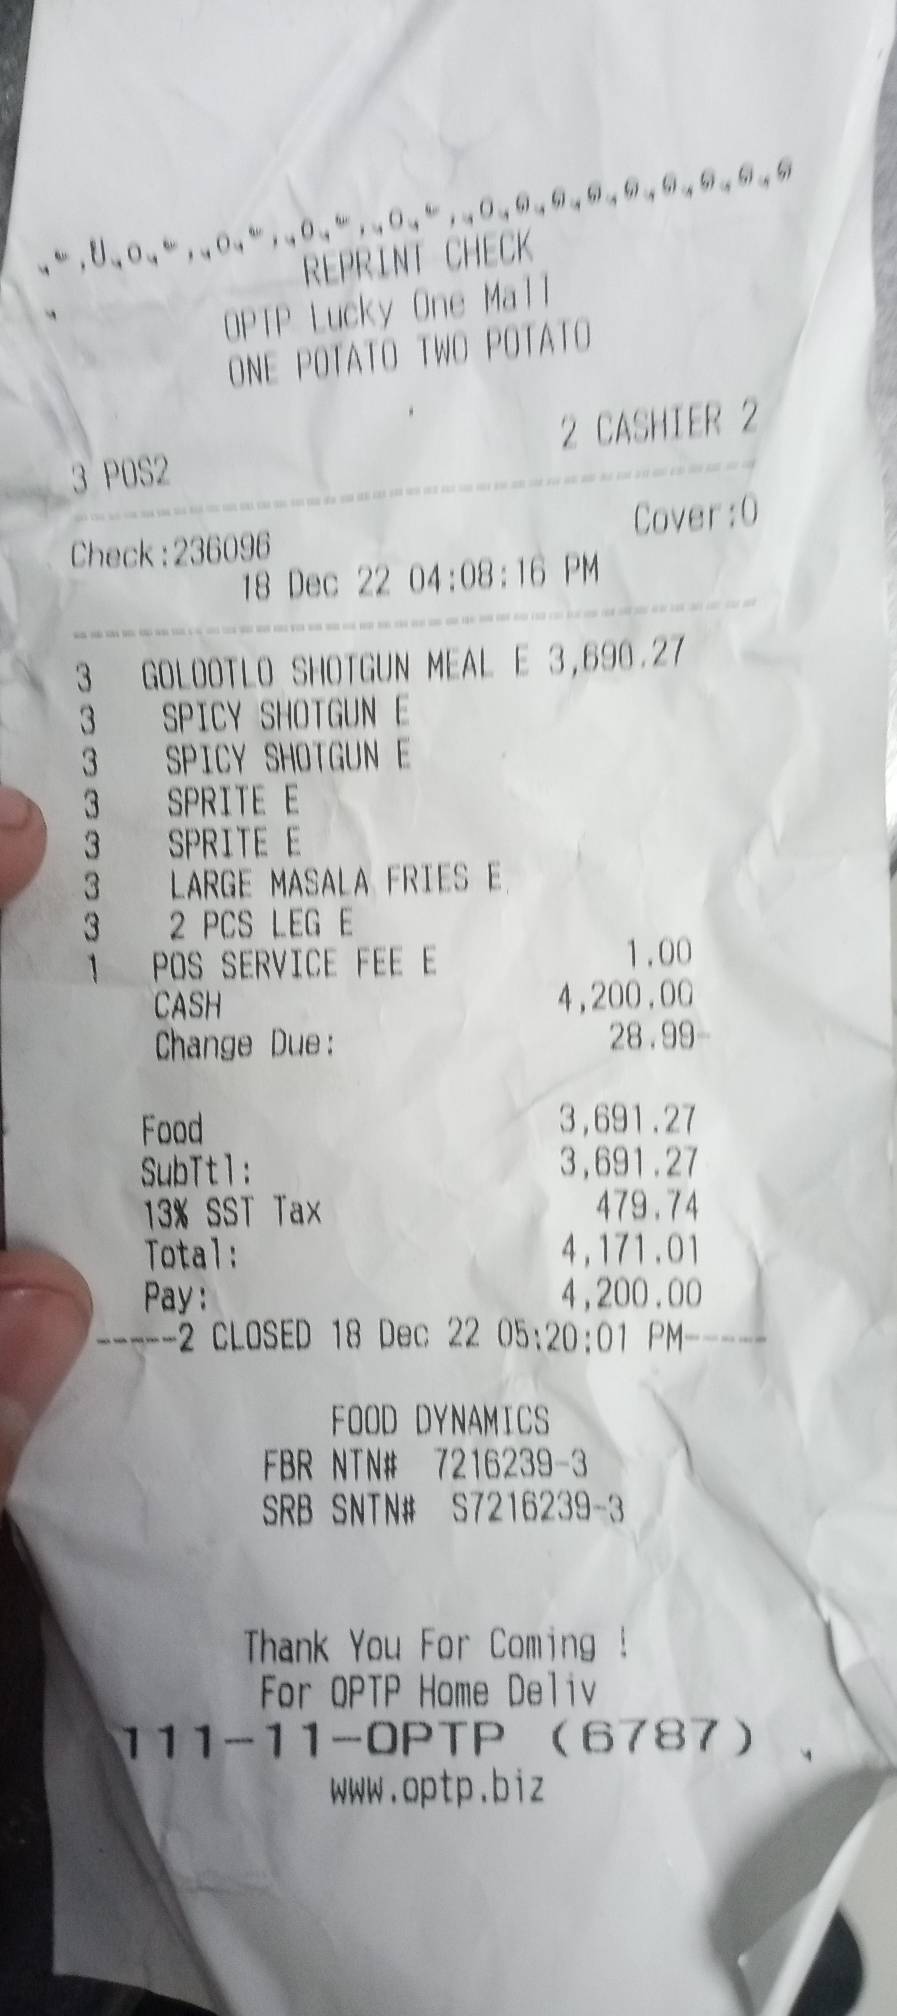 REPRINT CHECK
OPTP Lucky One Mall
ONE POTATO TWO POTATO
2 CASHIER 2
3 POS2
Cover:0
Check:236096
18 Dec 22 04:08:16 PM
3 GOLOOTLO SHOTGUN MEAL E 3,690.27
3 SPICY SHOTGUN E
3 SPICY SHOTGUN E
3 SPRITE E
3 SPRITE E
3 LARGE MASALA FRIES E
3 2 PCS LEG E
1 POS SERVICE FEE E 1.00
CASH 4,200.00
Change Due: 28.99-
Food 3,691.27
SubTtl: 3,691.27
13% SST Tax 479.74
Total: 4,171.01
Pay: 4,200.00
-----2 CLOSED 18 Dec 22 05:20:01 PM-----
FOOD DYNAMICS
FBR NTN# 7216239-3
SRB SNTN# S7216239-3
Thank You For Coming !
For OPTP Home Deliv
111-11-OPTP (6787)
www.optp.biz